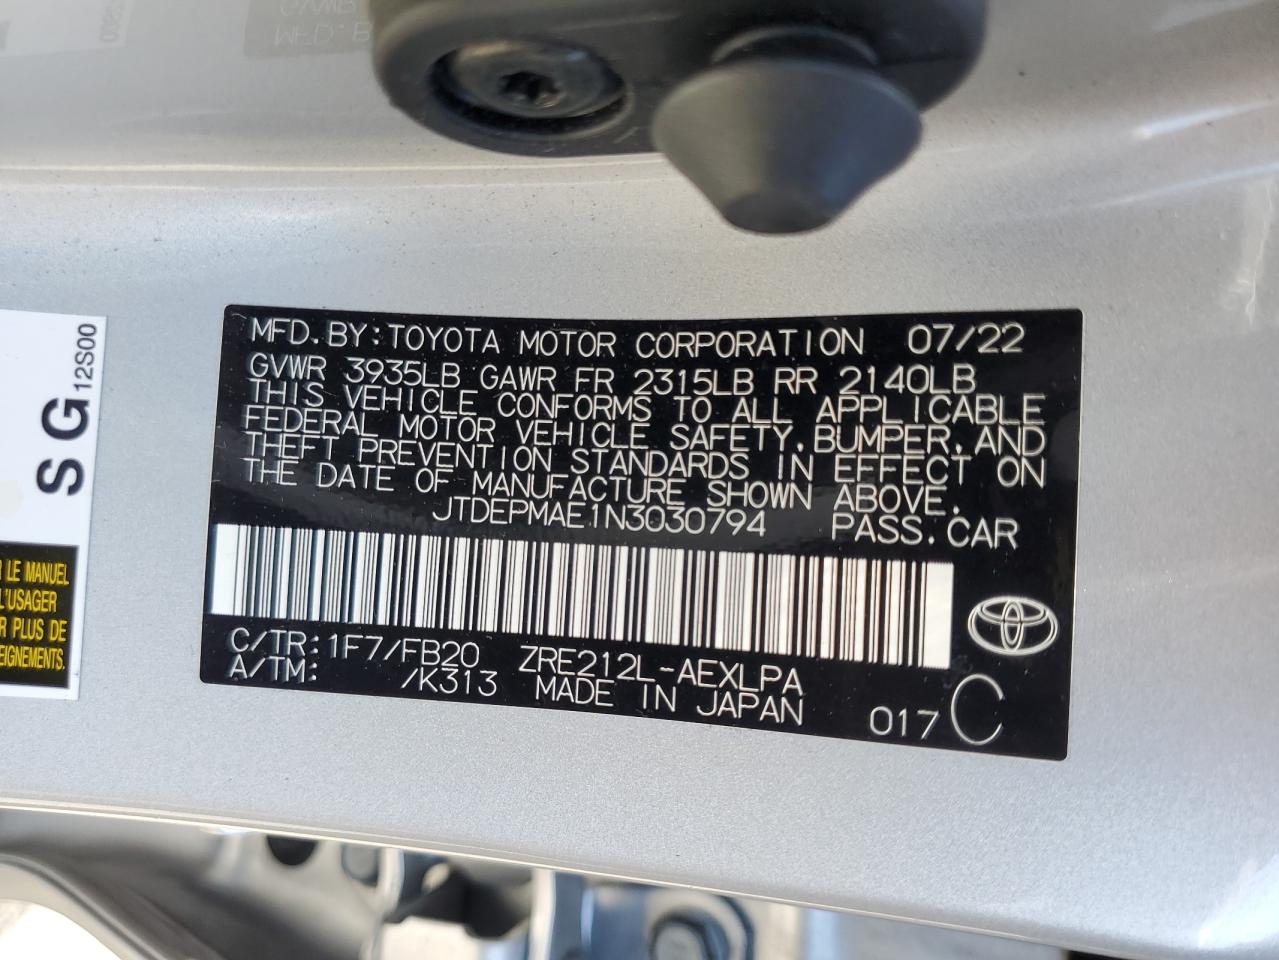 MFD.BY:TOYOTA MOTOR CORPORATION 07/22
GVWR 3935LB GAWR FR 2315LB RR 2140LB
THIS VEHICLE CONFORMS TO ALL APPLICABLE
FEDERAL MOTOR VEHICLE SAFETY,BUMPER,AND
THEFT PREVENTION STANDARDS IN EFFECT ON
THE DATE OF MANUFACTURE SHOWN ABOVE.
JTDEPMAE1N3030794 PASS.CAR
C/TR:1F7/FB20 ZRE212L-AEXLPA
A/TM: /K313 MADE IN JAPAN
017 C
SG
12S00
LE MANUEL
L'USAGER
PLUS DE